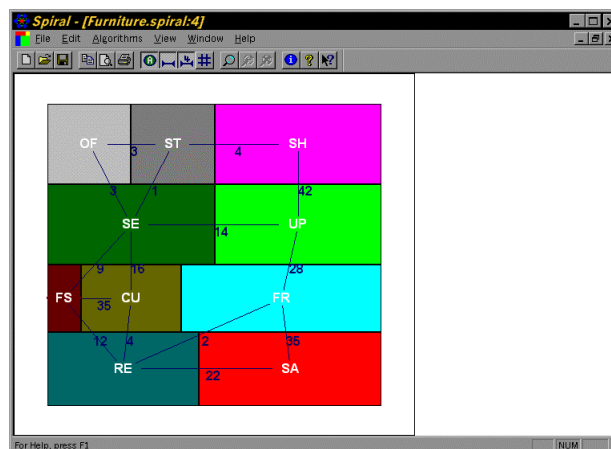 Spiral - [Furniture.spiral:4]
File Edit Algorithms View Window Help
OF 3 ST 4 SH
3 1 42
SE 14 UP
9 16 28
FS 35 CU FR
12 4 2 35
RE 22 SA
For Help, press F1 NUM